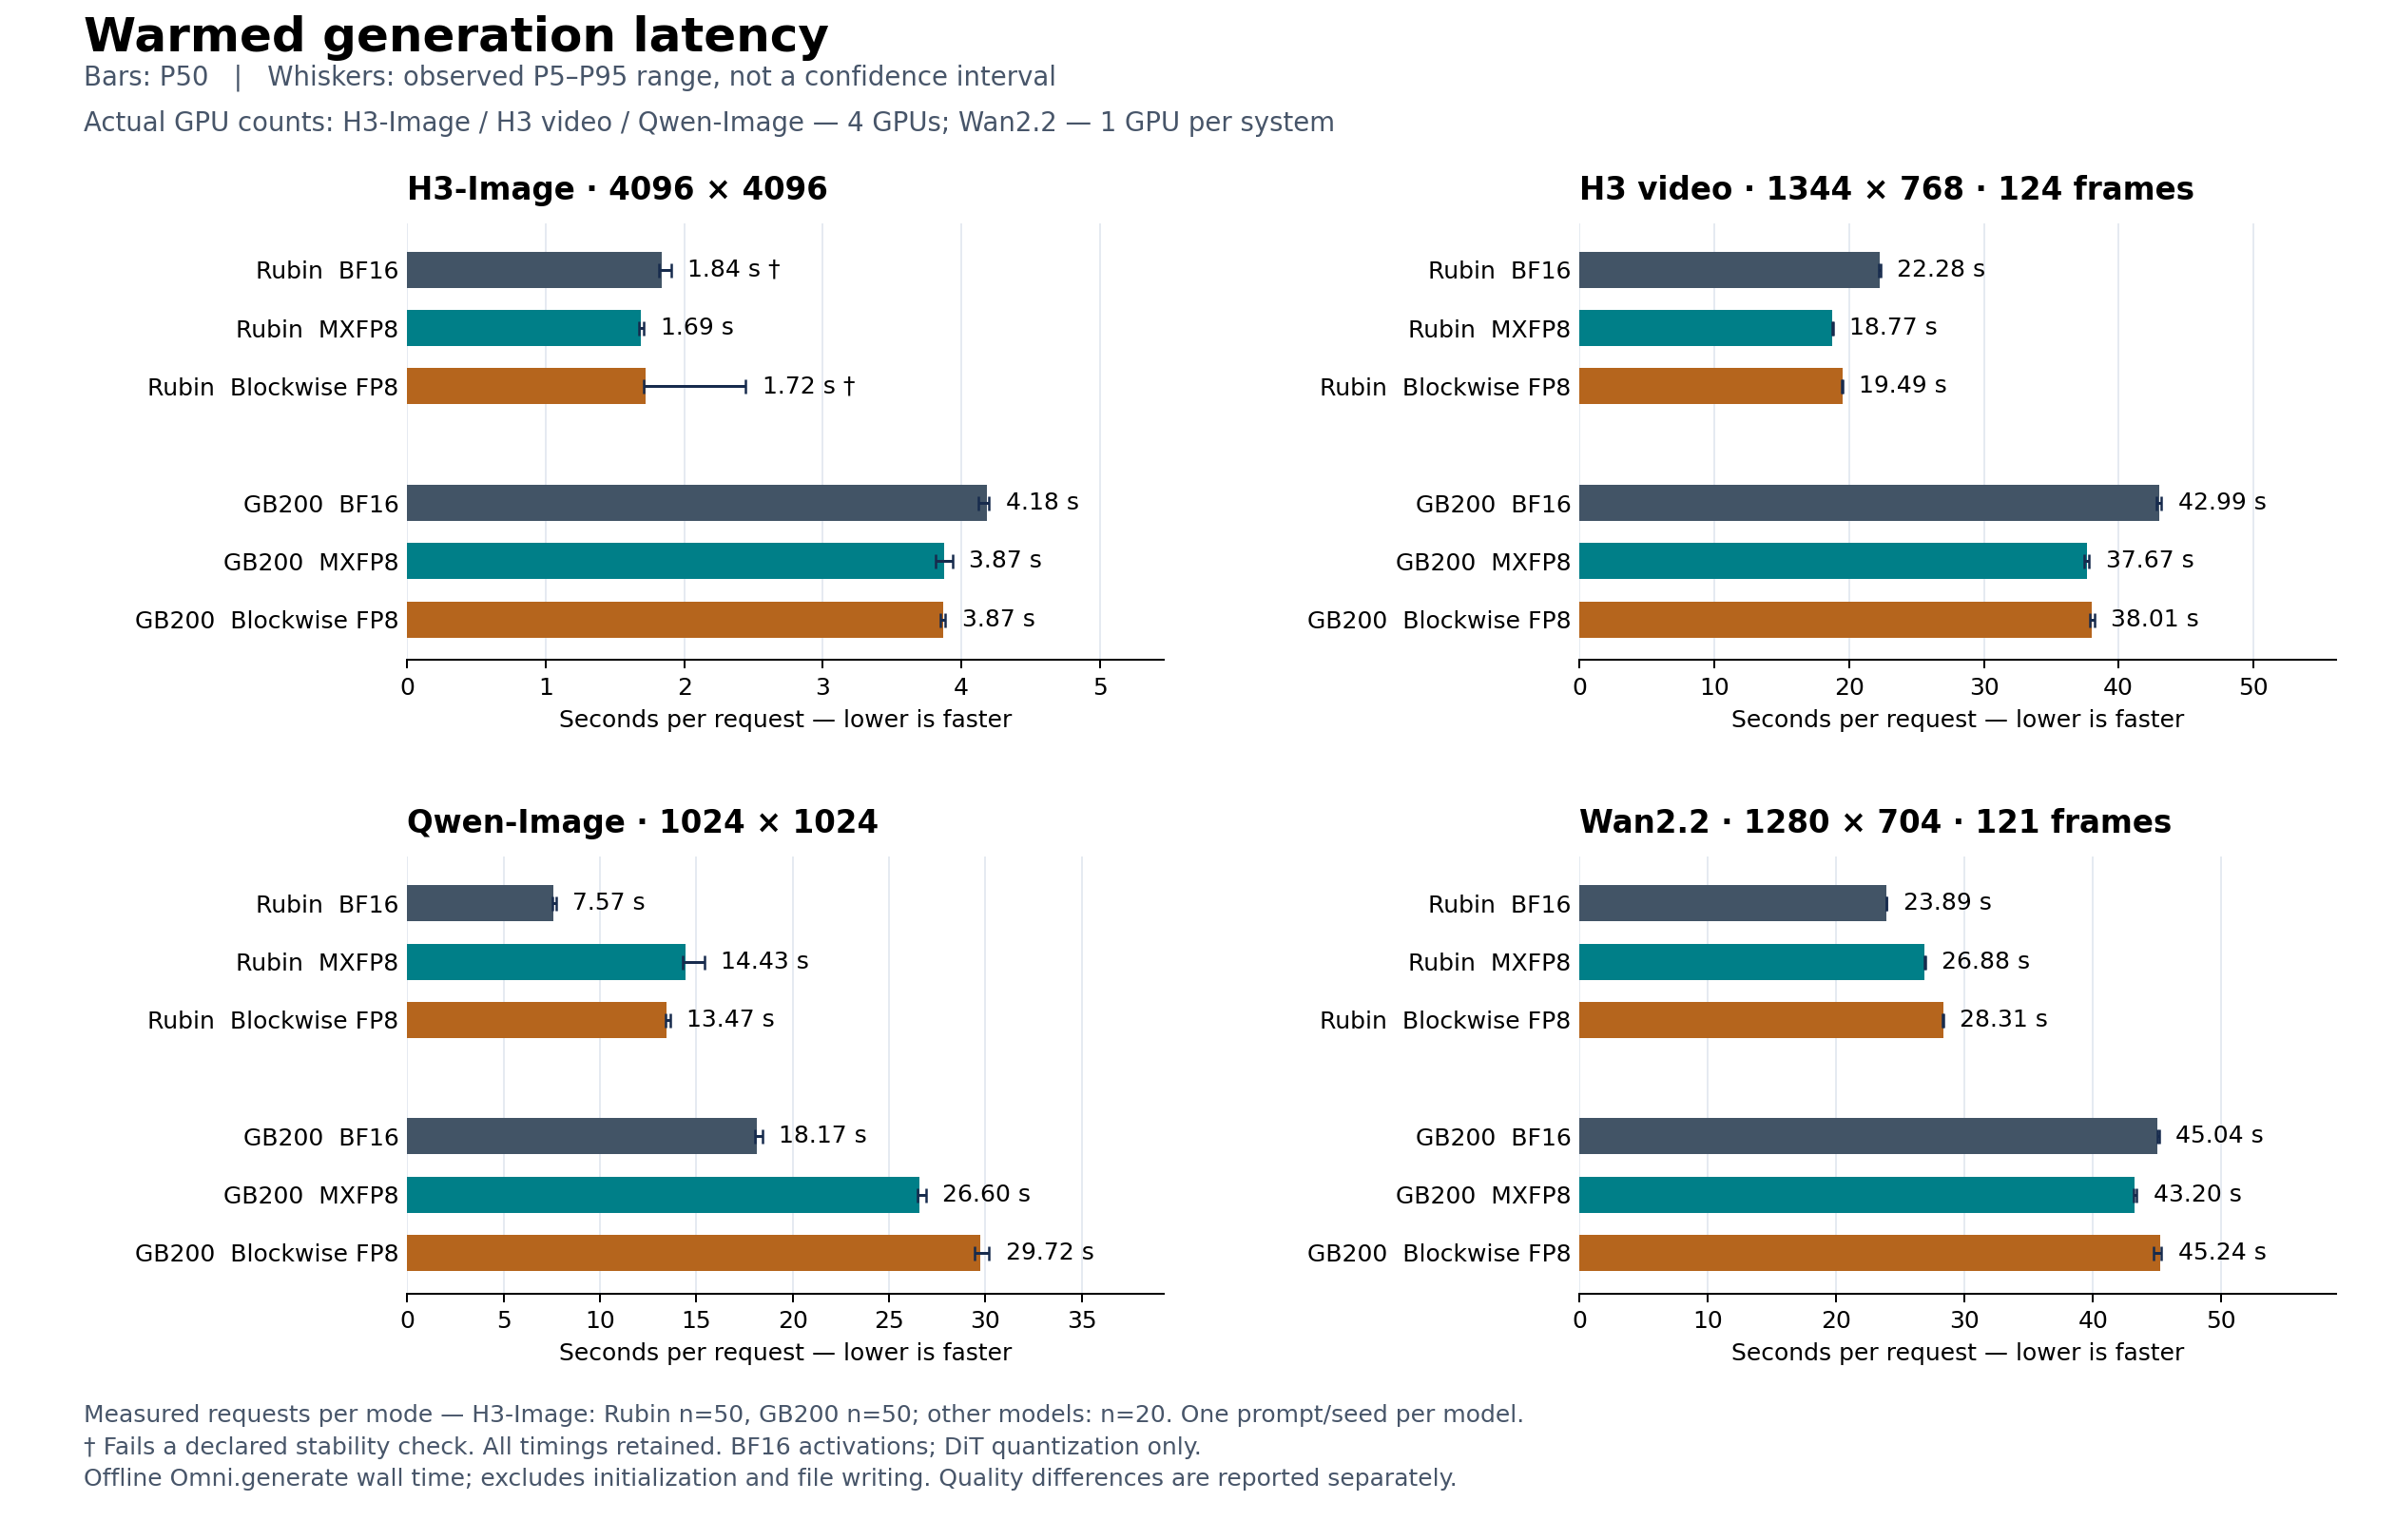 Warmed generation latency
Bars: P50 | Whiskers: observed P5–P95 range, not a confidence interval
Actual GPU counts: H3-Image / H3 video / Qwen-Image — 4 GPUs; Wan2.2 — 1 GPU per system
H3-Image · 4096 × 4096
Rubin BF16 1.84 s †
Rubin MXFP8 1.69 s
Rubin Blockwise FP8 1.72 s †
GB200 BF16 4.18 s
GB200 MXFP8 3.87 s
GB200 Blockwise FP8 3.87 s
0 1 2 3 4 5
Seconds per request — lower is faster
H3 video · 1344 × 768 · 124 frames
Rubin BF16 22.28 s
Rubin MXFP8 18.77 s
Rubin Blockwise FP8 19.49 s
GB200 BF16 42.99 s
GB200 MXFP8 37.67 s
GB200 Blockwise FP8 38.01 s
0 10 20 30 40 50
Seconds per request — lower is faster
Qwen-Image · 1024 × 1024
Rubin BF16 7.57 s
Rubin MXFP8 14.43 s
Rubin Blockwise FP8 13.47 s
GB200 BF16 18.17 s
GB200 MXFP8 26.60 s
GB200 Blockwise FP8 29.72 s
0 5 10 15 20 25 30 35
Seconds per request — lower is faster
Wan2.2 · 1280 × 704 · 121 frames
Rubin BF16 23.89 s
Rubin MXFP8 26.88 s
Rubin Blockwise FP8 28.31 s
GB200 BF16 45.04 s
GB200 MXFP8 43.20 s
GB200 Blockwise FP8 45.24 s
0 10 20 30 40 50
Seconds per request — lower is faster
Measured requests per mode — H3-Image: Rubin n=50, GB200 n=50; other models: n=20. One prompt/seed per model.
† Fails a declared stability check. All timings retained. BF16 activations; DiT quantization only.
Offline Omni.generate wall time; excludes initialization and file writing. Quality differences are reported separately.